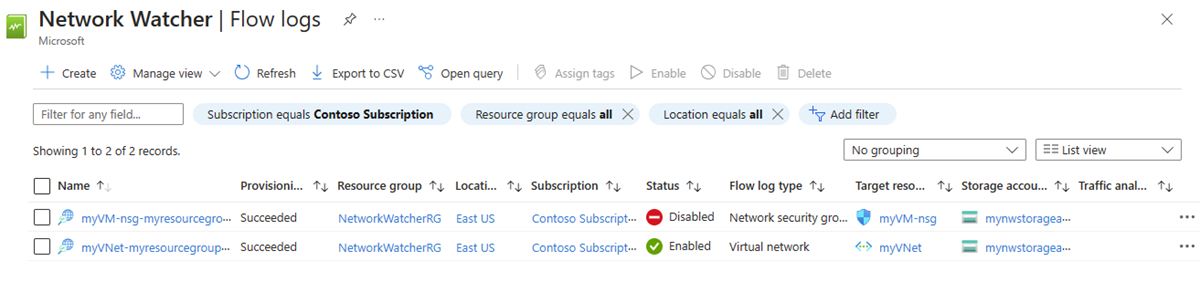 Network Watcher | Flow logs
Microsoft
Create Manage view Refresh Export to CSV Open query Assign tags Enable Disable Delete
Filter for any field... Subscription equals Contoso Subscription Resource group equals all Location equals all Add filter
Showing 1 to 2 of 2 records. No grouping List view
Name Provisioni... Resource group Locati... Subscription Status Flow log type Target reso... Storage accou... Traffic anal...
myVM-nsg-myresourcegro... Succeeded NetworkWatcherRG East US Contoso Subscript... Disabled Network security gro... myVM-nsg mynwstoragea...
myVNet-myresourcegroup... Succeeded NetworkWatcherRG East US Contoso Subscript... Enabled Virtual network myVNet mynwstoragea...